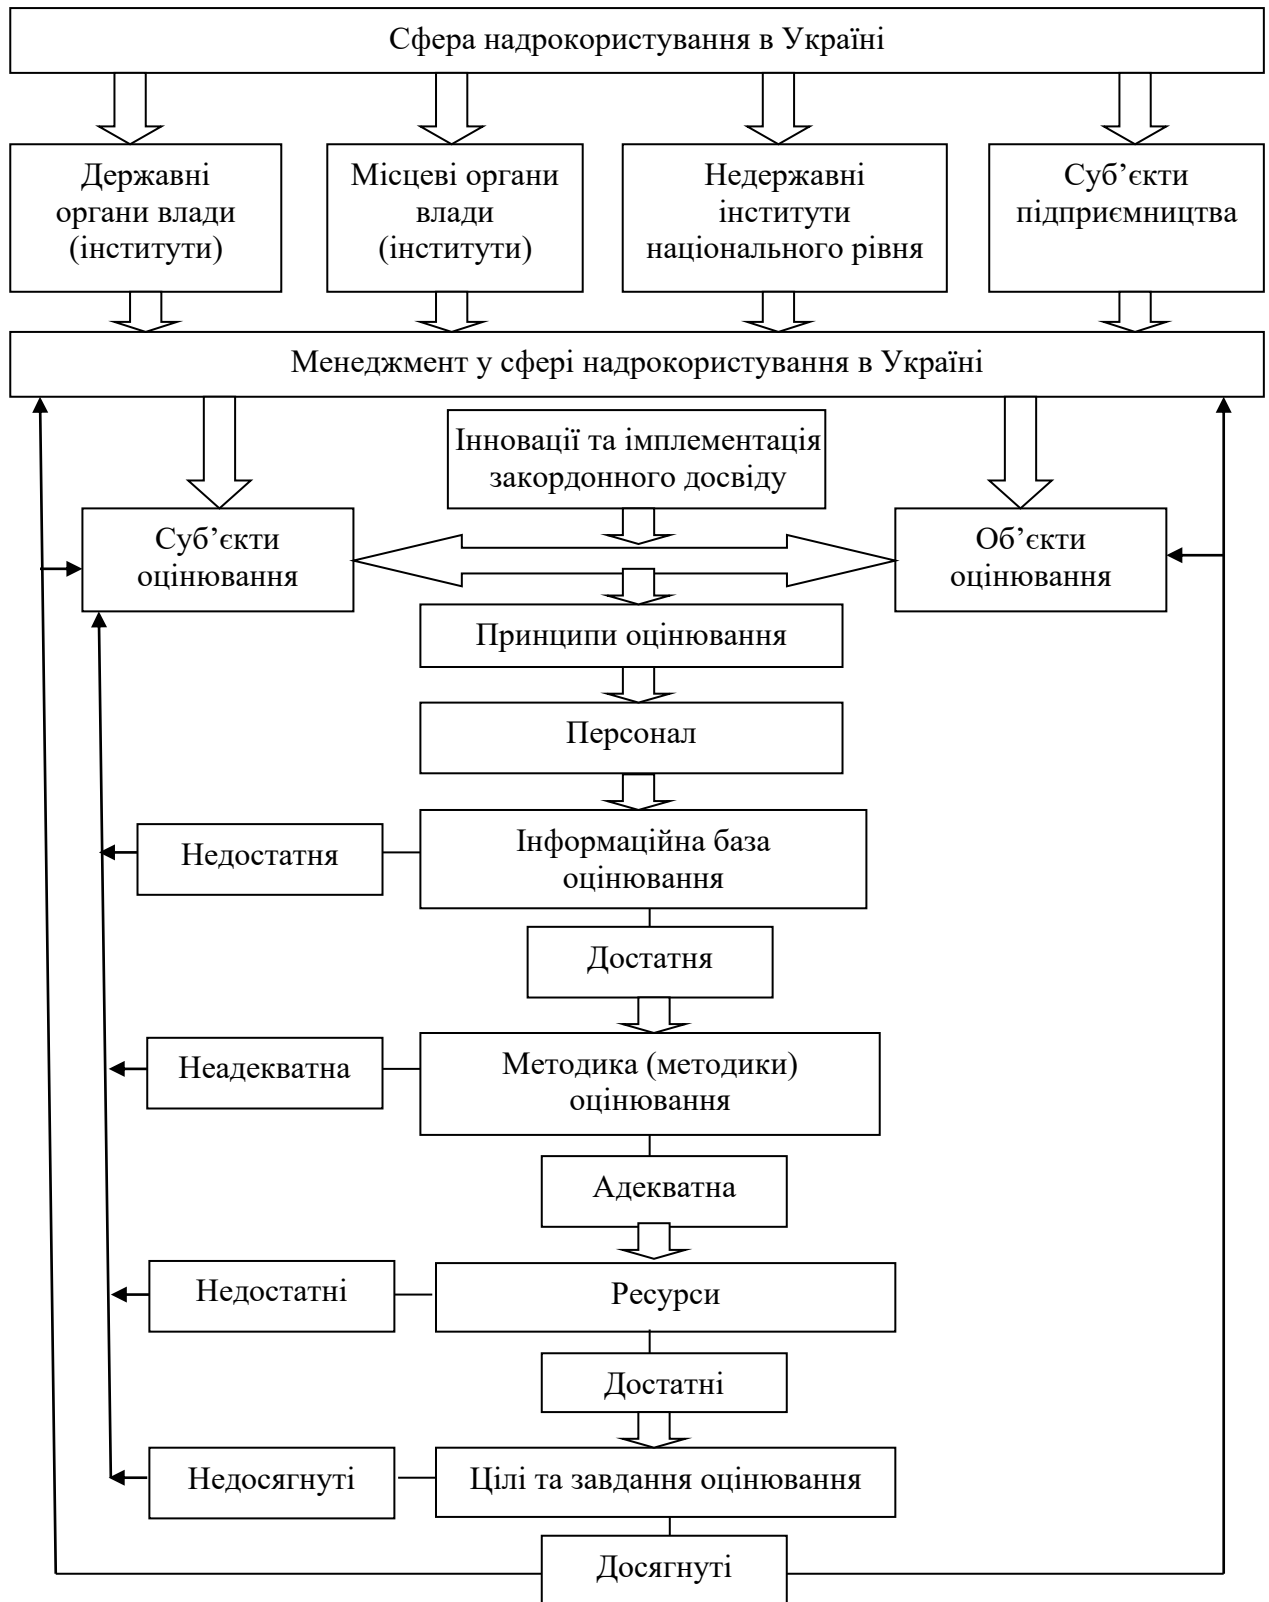 Сфера надрокористування в Україні
Державні
органи влади
(інститути)
Місцеві органи
влади
(інститути)
Недержавні
інститути
національного рівня
Суб’єкти
підприємництва
Менеджмент у сфері надрокористування в Україні
Інновації та імплементація
закордонного досвіду
Суб’єкти
оцінювання
Об’єкти
оцінювання
Принципи оцінювання
Персонал
Недостатня
Інформаційна база
оцінювання
Достатня
Неадекватна
Методика (методики)
оцінювання
Адекватна
Недостатні
Ресурси
Достатні
Недосягнуті
Цілі та завдання оцінювання
Досягнуті